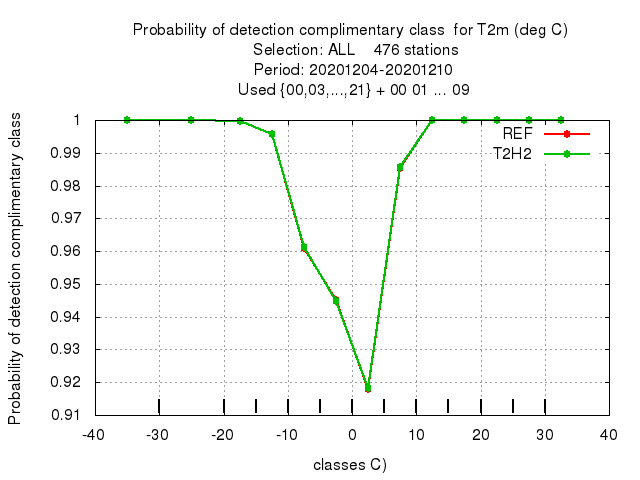 Probability of detection complimentary class  for T2m (deg C)
Selection: ALL    476 stations
Period: 20201204-20201210
Used {00,03,...,21} + 00 01 ... 09
Probability of detection complimentary class
1
0.99
0.98
0.97
0.96
0.95
0.94
0.93
0.92
0.91
REF
T2H2
-40 -30 -20 -10 0 10 20 30 40
classes C)